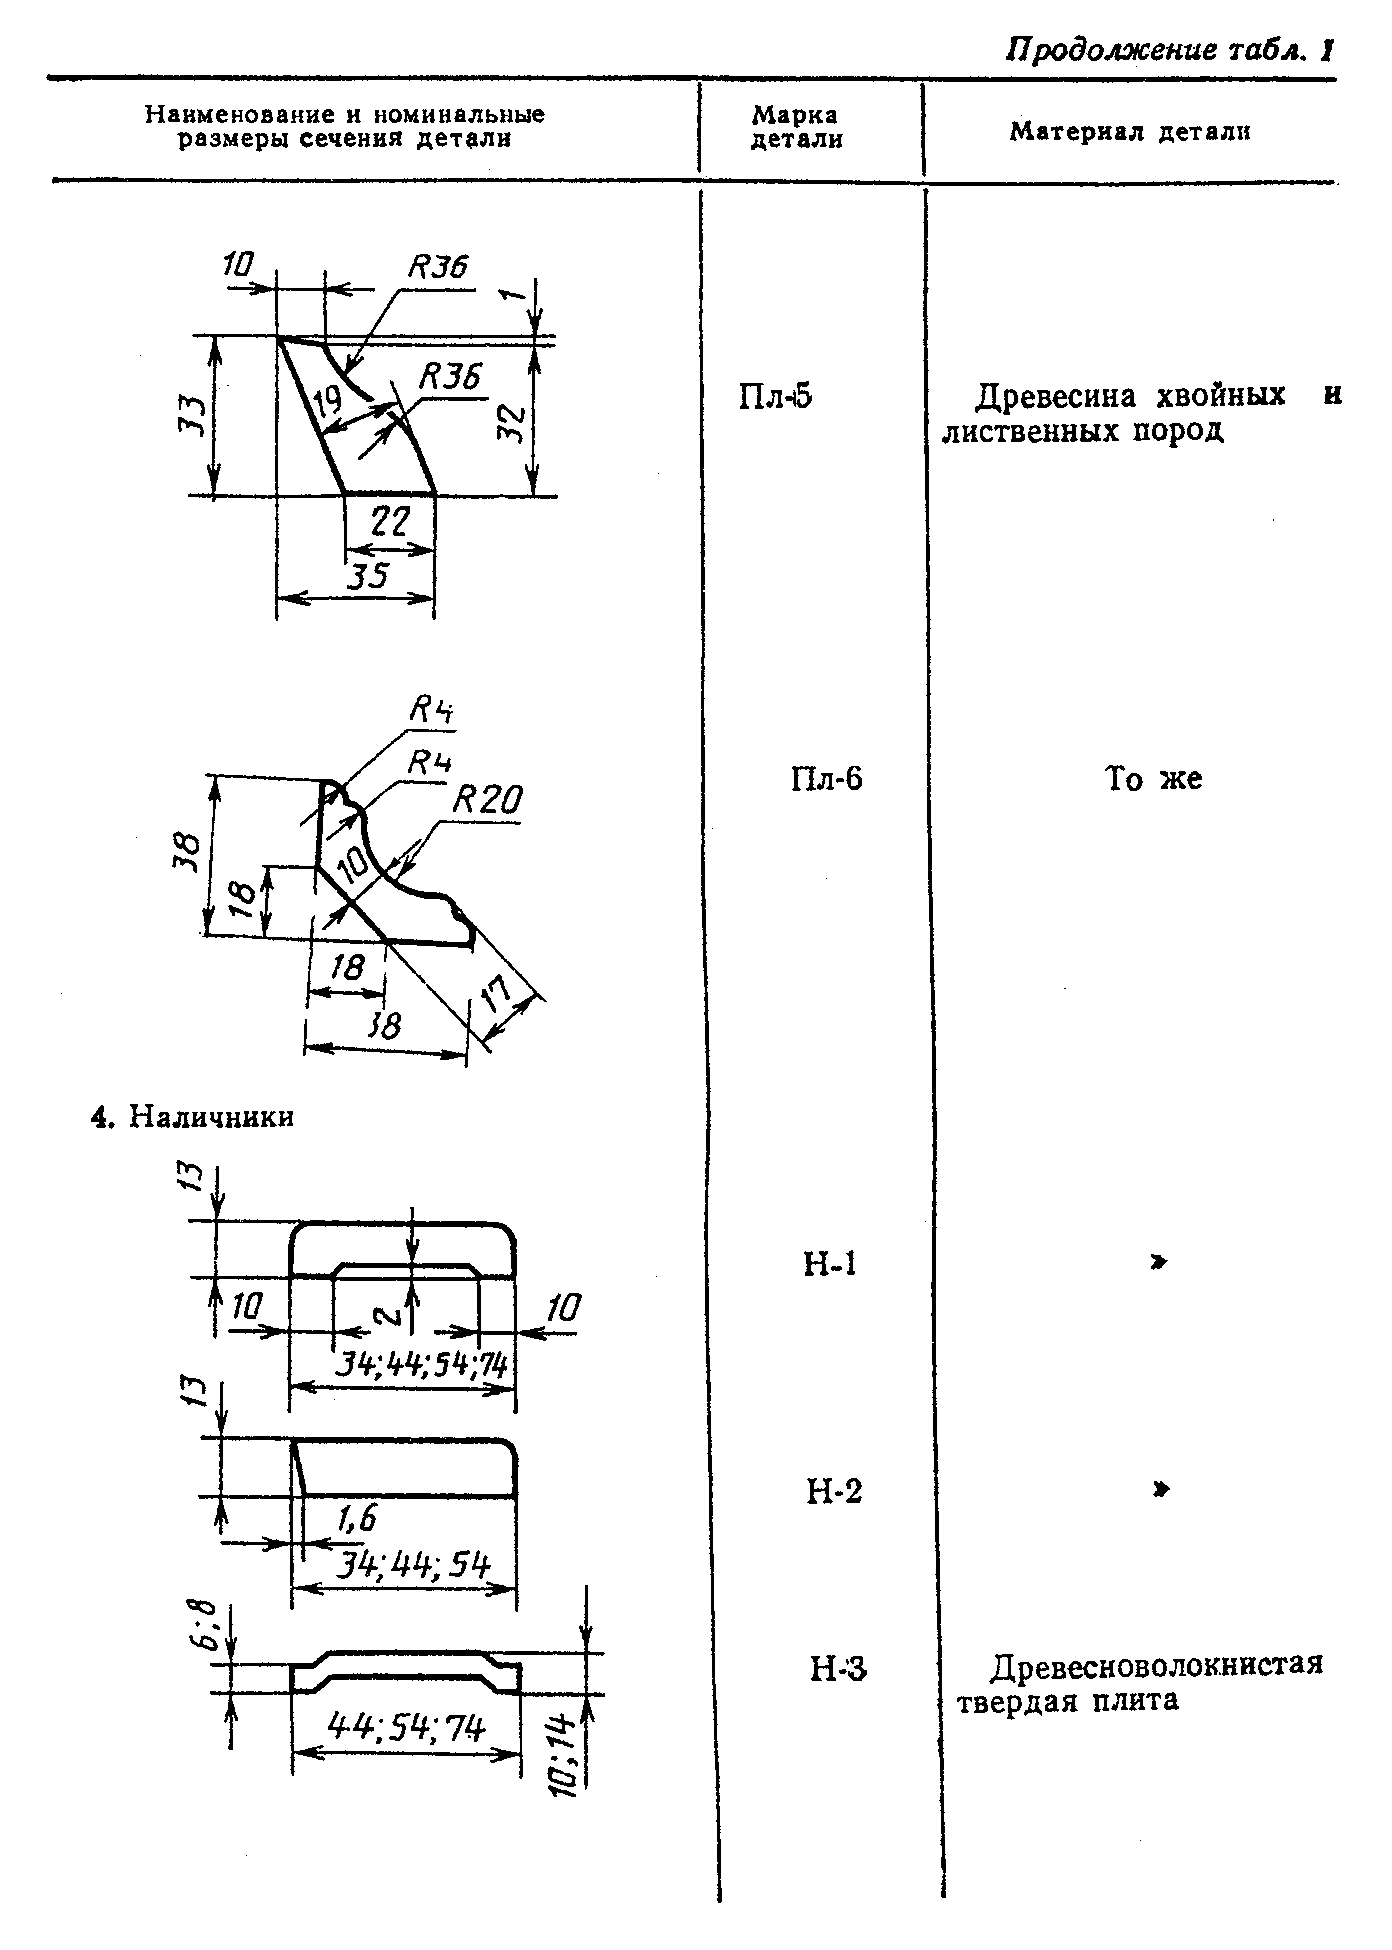 Продолжение табл. 1
Наименование и номинальные
размеры сечения детали
Марка
детали
Материал детали
10
R36
1
33
19
R36
32
22
35
Пл-5
Древесина хвойных и
лиственных пород
R4
R4
R20
38
18
10
18
38
17
Пл-6
То же
4. Наличники
13
10
2
10
34; 44; 54; 74
Н-1
»
13
1,6
34; 44; 54
Н-2
»
6; 8
44; 54; 74
10; 14
Н-3
Древесноволокнистая
твердая плита